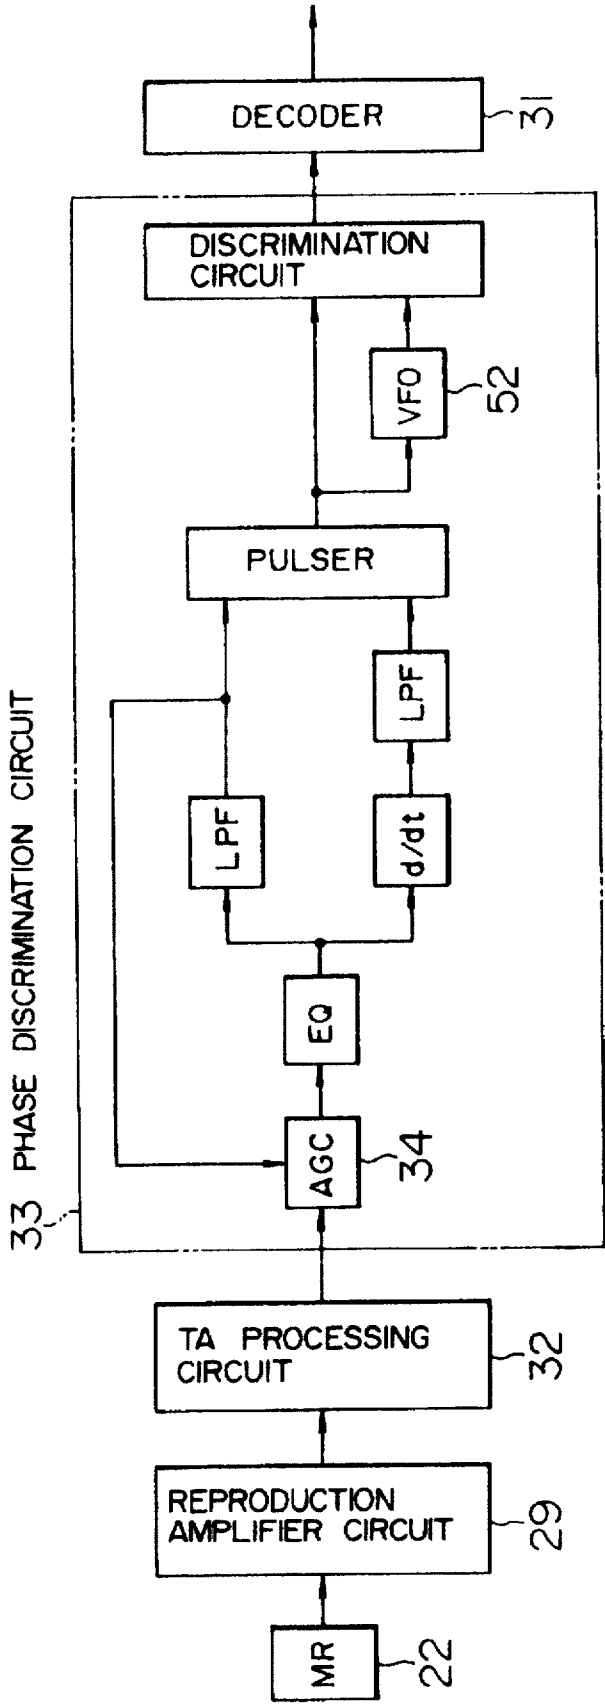 33 PHASE DISCRIMINATION CIRCUIT
MR
22
REPRODUCTION
AMPLIFIER CIRCUIT
29
TA PROCESSING
CIRCUIT
32
AGC
34
EQ
LPF
d/dt
LPF
PULSER
VFO
52
DISCRIMINATION
CIRCUIT
DECODER
31